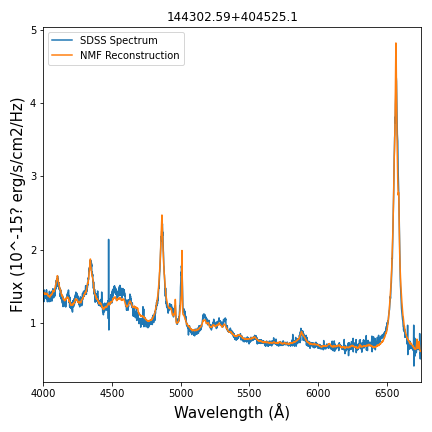 144302.59+404525.1
SDSS Spectrum
NMF Reconstruction
Flux (10^-15? erg/s/cm2/Hz)
5
4
3
2
1
4000 4500 5000 5500 6000 6500
Wavelength (Å)